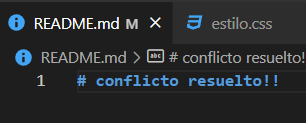 README.md M estilo.css
README.md > # conflicto resuelto!!
1 # conflicto resuelto!!